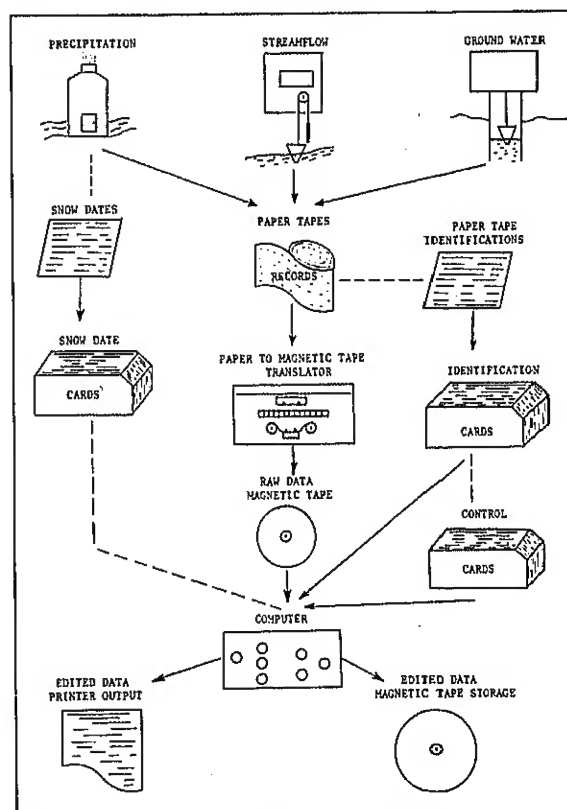 PRECIPITATION
STREAMFLOW
GROUND WATER
SNOW DATES
PAPER TAPES
PAPER TAPE
IDENTIFICATIONS
RECORDS
SNOW DATE
PAPER TO MAGNETIC TAPE
TRANSLATOR
IDENTIFICATION
CARDS
CARDS
RAW DATA
MAGNETIC TAPE
CONTROL
CARDS
COMPUTER
EDITED DATA
PRINTER OUTPUT
EDITED DATA
MAGNETIC TAPE STORAGE